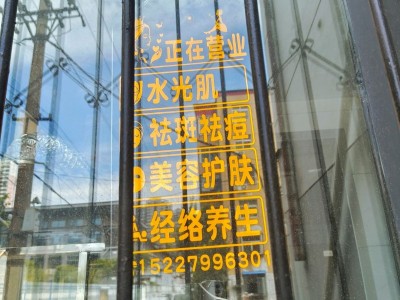 正在营业
水光肌
祛斑祛痘
美容护肤
经络养生
15227996301